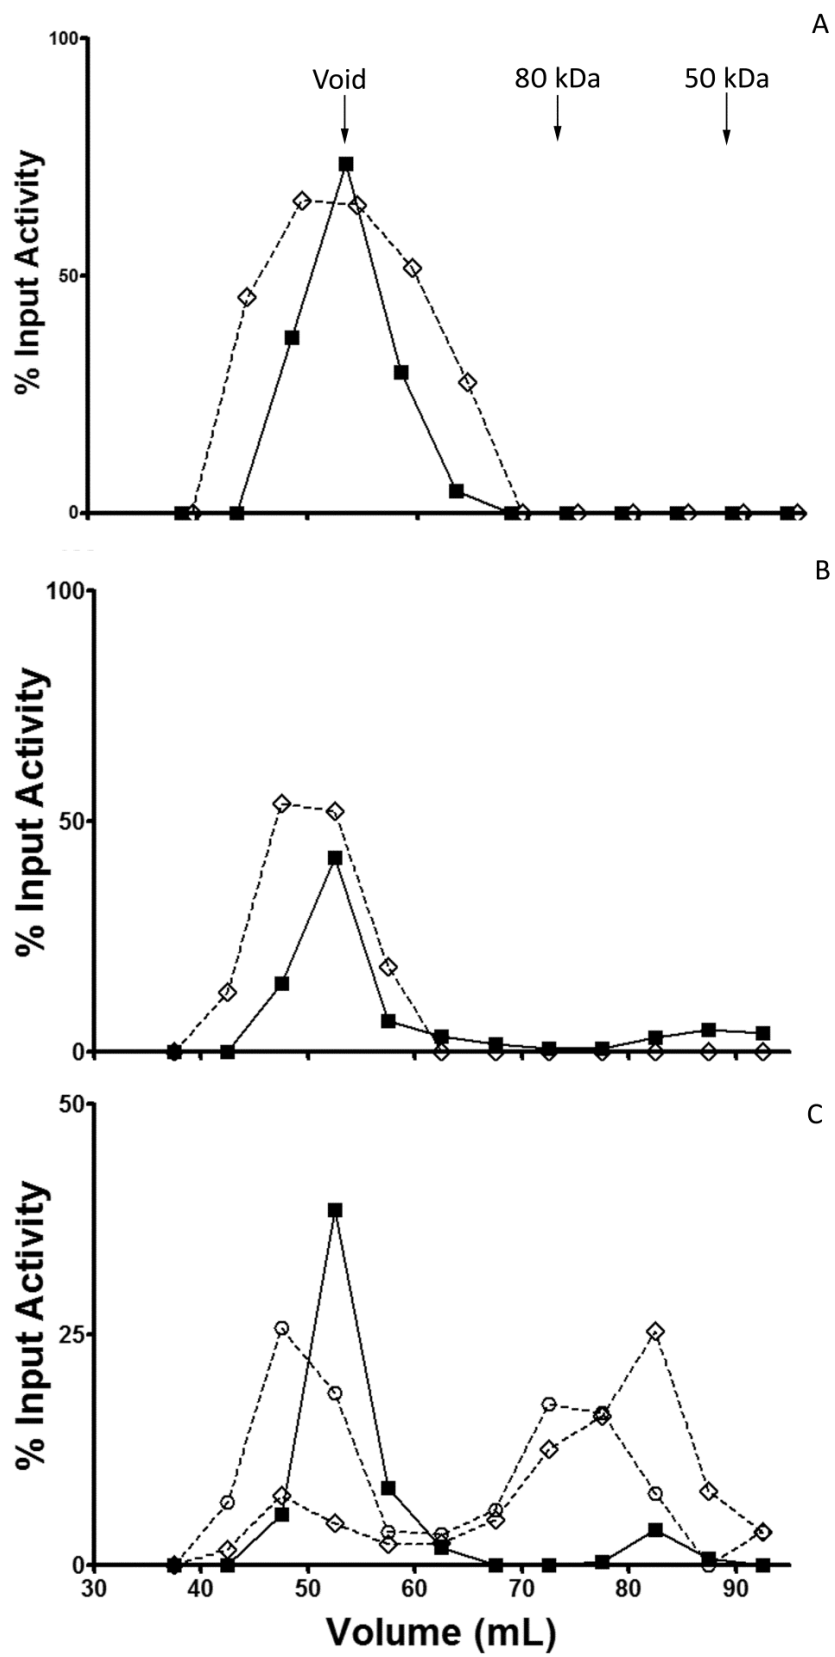 A
100
Void 80 kDa 50 kDa
% Input Activity
50
0
B
100
% Input Activity
50
0
C
50
% Input Activity
25
0
30 40 50 60 70 80 90
Volume (mL)